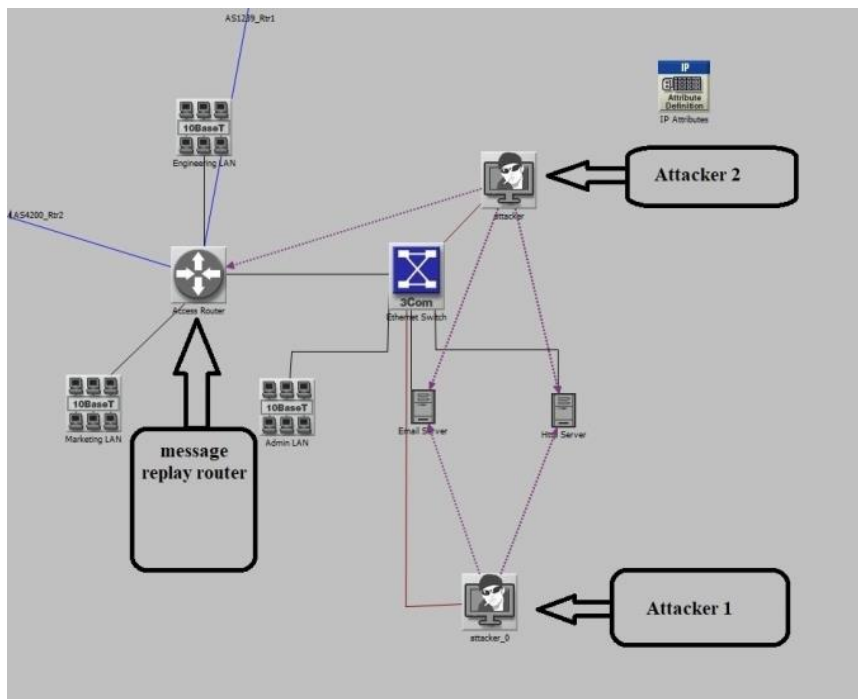 AS1239_Rtr1
IP
Attribute
Definition
IP Attributes
10BaseT
Engineering LAN
Attacker 2
attacker
AS4200_Rtr2
Access Router
3Com
Ethernet Switch
10BaseT
Marketing LAN
10BaseT
Admin LAN
Email Server
Server
message
replay router
Attacker 1
attacker_0